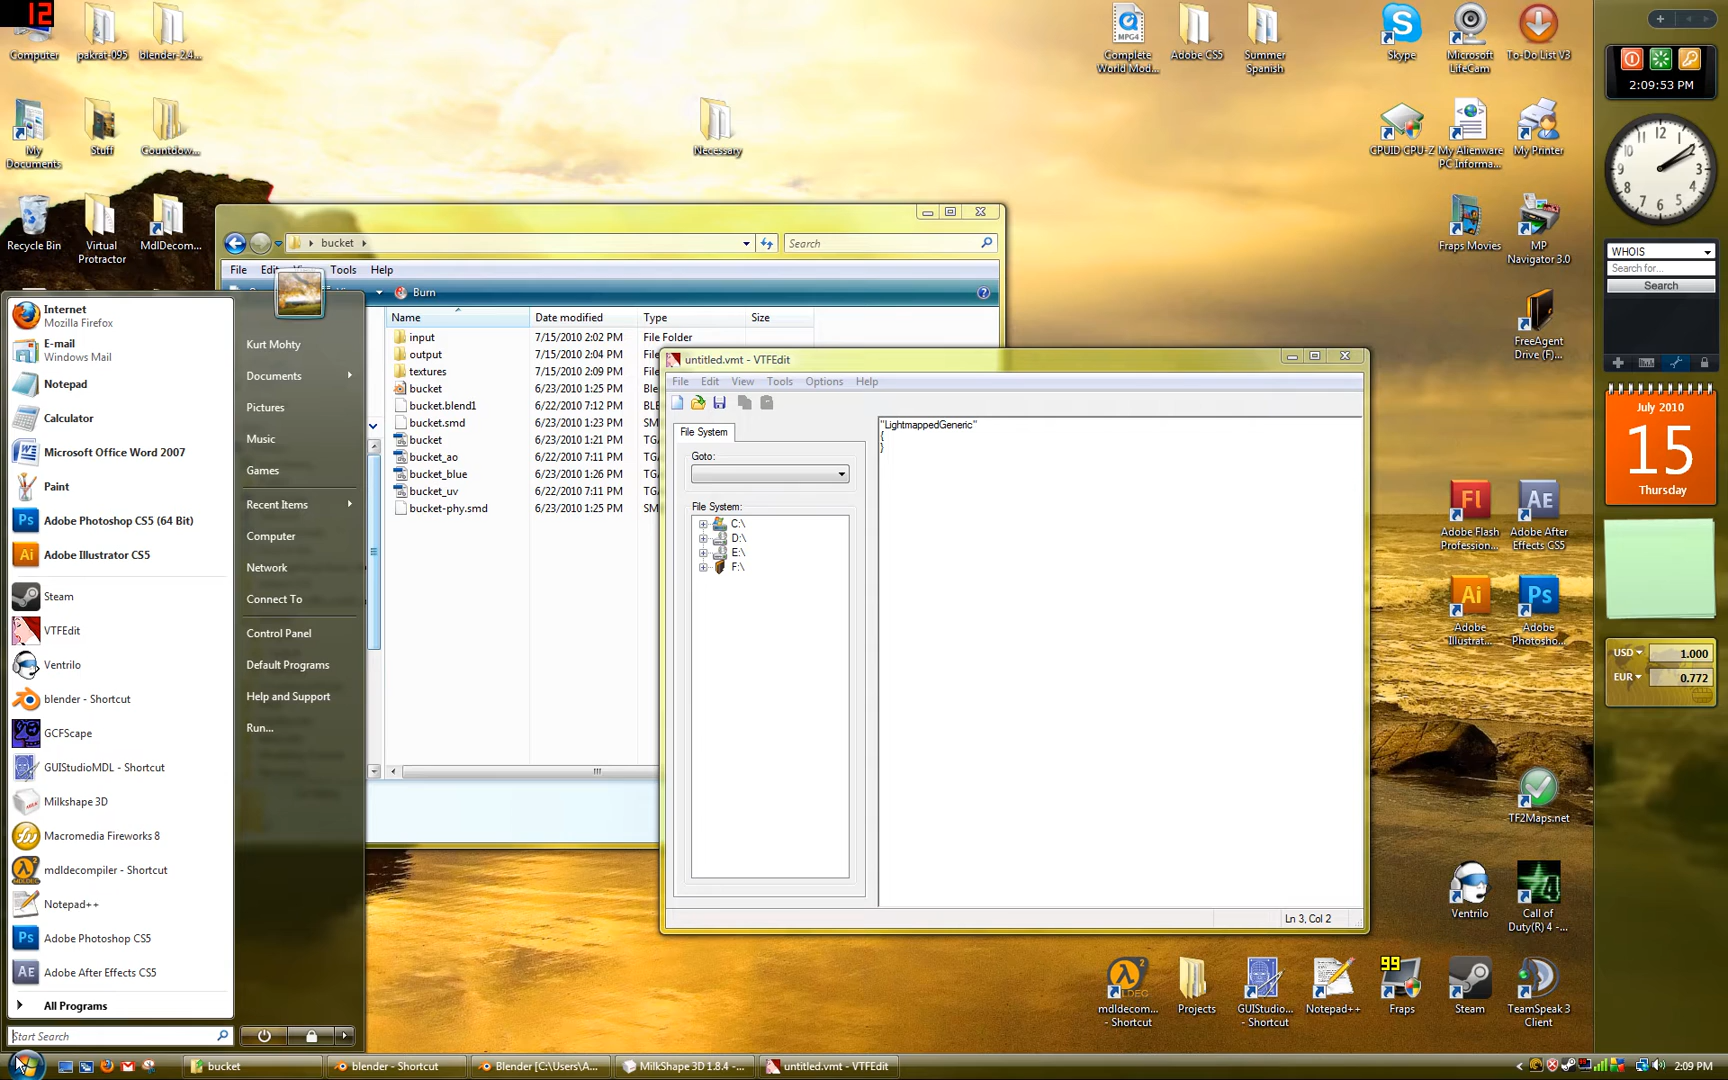 12
Computer
pakrat-095
blender-2.4...
Complete
World Mod...
Adobe CS5
Summer
Spanish
Skype
Microsoft
LifeCam
To-Do List V3
2:09:53 PM
My
Documents
Stuff
Countdow...
Necessary
CPUID CPU-Z
My Alienware
PC Informa...
My Printer
Recycle Bin
Virtual
Protractor
MdlDecom...
Fraps Movies
MP
Navigator 3.0
WHOIS
Search for...
Search
FreeAgent
Drive (F)...
July 2010
15
Thursday
bucket
Search
File
Tools
Help
Burn
Name
Date modified
Type
Size
input 7/15/2010 2:02 PM File Folder
output 7/15/2010 2:04 PM File
textures 7/15/2010 2:09 PM File
bucket 6/23/2010 1:25 PM Ble
bucket.blend1 6/22/2010 7:12 PM BLE
bucket.smd 6/23/2010 1:23 PM SM
bucket 6/23/2010 1:21 PM TGA
bucket_ao 6/22/2010 7:11 PM TGA
bucket_blue 6/23/2010 1:26 PM TGA
bucket_uv 6/22/2010 7:11 PM TGA
bucket-phy.smd 6/23/2010 1:25 PM SM
Internet
Mozilla Firefox
E-mail
Windows Mail
Notepad
Calculator
Microsoft Office Word 2007
Paint
Adobe Photoshop CS5 (64 Bit)
Adobe Illustrator CS5
Steam
VTFEdit
Ventrilo
blender - Shortcut
GCFScape
GUIStudioMDL - Shortcut
Milkshape 3D
Macromedia Fireworks 8
mdldecompiler - Shortcut
Notepad++
Adobe Photoshop CS5
Adobe After Effects CS5
All Programs
Start Search
Kurt Mohty
Documents
Pictures
Music
Games
Recent Items
Computer
Network
Connect To
Control Panel
Default Programs
Help and Support
Run...
untitled.vmt - VTFEdit
File Edit View Tools Options Help
File System
Goto:
File System:
C:\
D:\
E:\
F:\
"LightmappedGeneric"
{
}
Ln 3, Col 2
Adobe Flash
Profession...
Adobe After
Effects CS5
Adobe
Illustrat...
Adobe
Photosho...
USD 1.000
EUR 0.772
TF2Maps.net
Ventrilo
Call of
Duty(R) 4 -...
mdldecom...
- Shortcut
Projects
GUIStudio...
- Shortcut
Notepad++
99
Fraps
Steam
TeamSpeak 3
Client
bucket
blender - Shortcut
Blender [C:\Users\A...
MilkShape 3D 1.8.4 -...
untitled.vmt - VTFEdit
2:09 PM